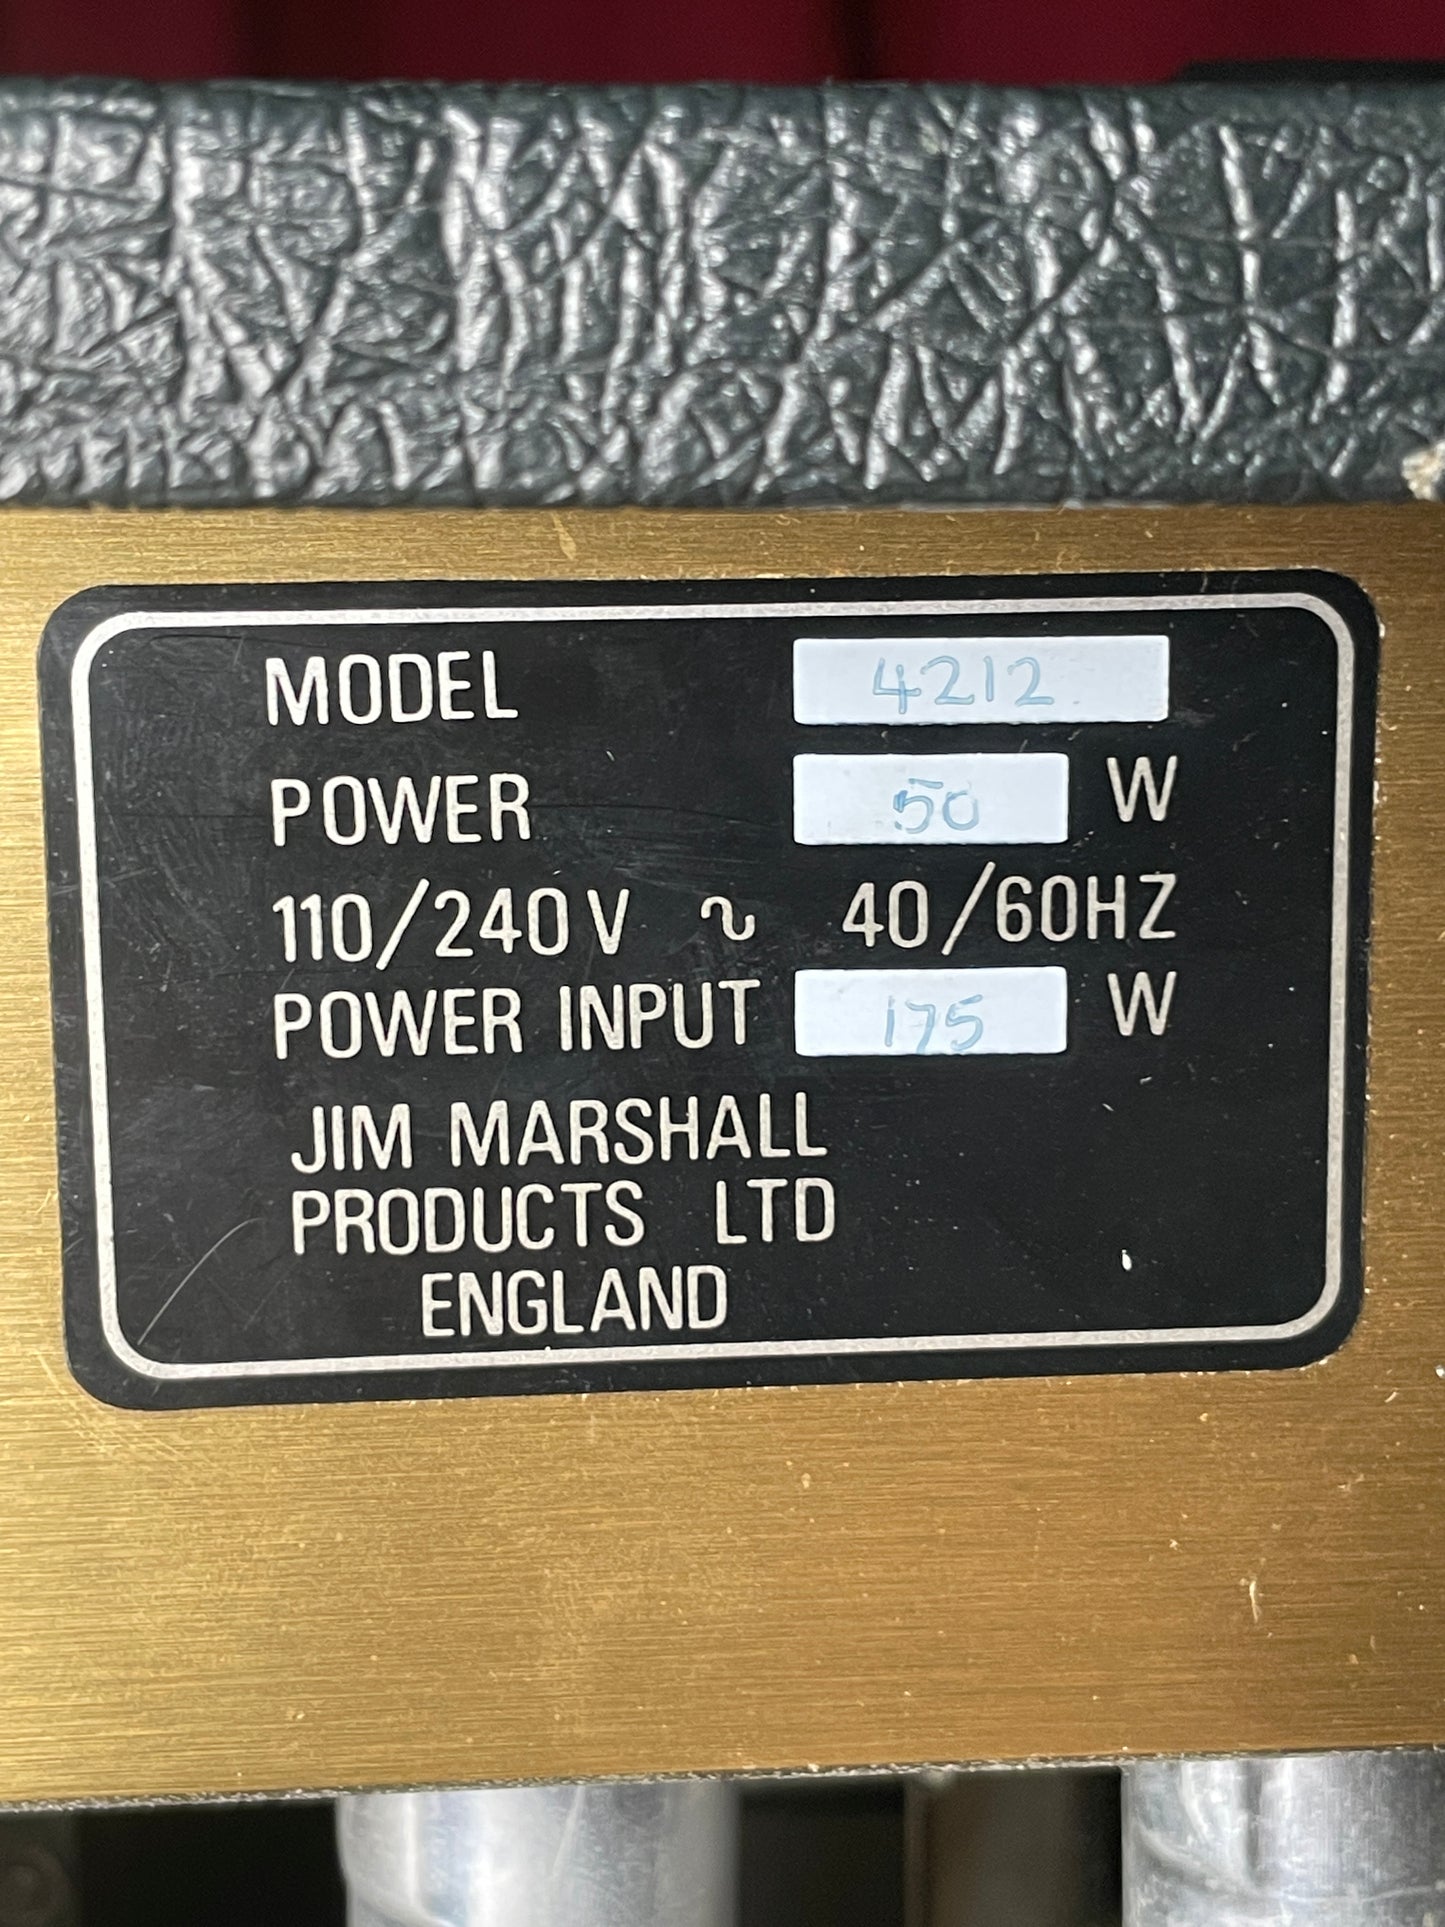 MODEL 4212
POWER 50 W
110/240V ~ 40/60HZ
POWER INPUT 175 W
JIM MARSHALL
PRODUCTS LTD
ENGLAND